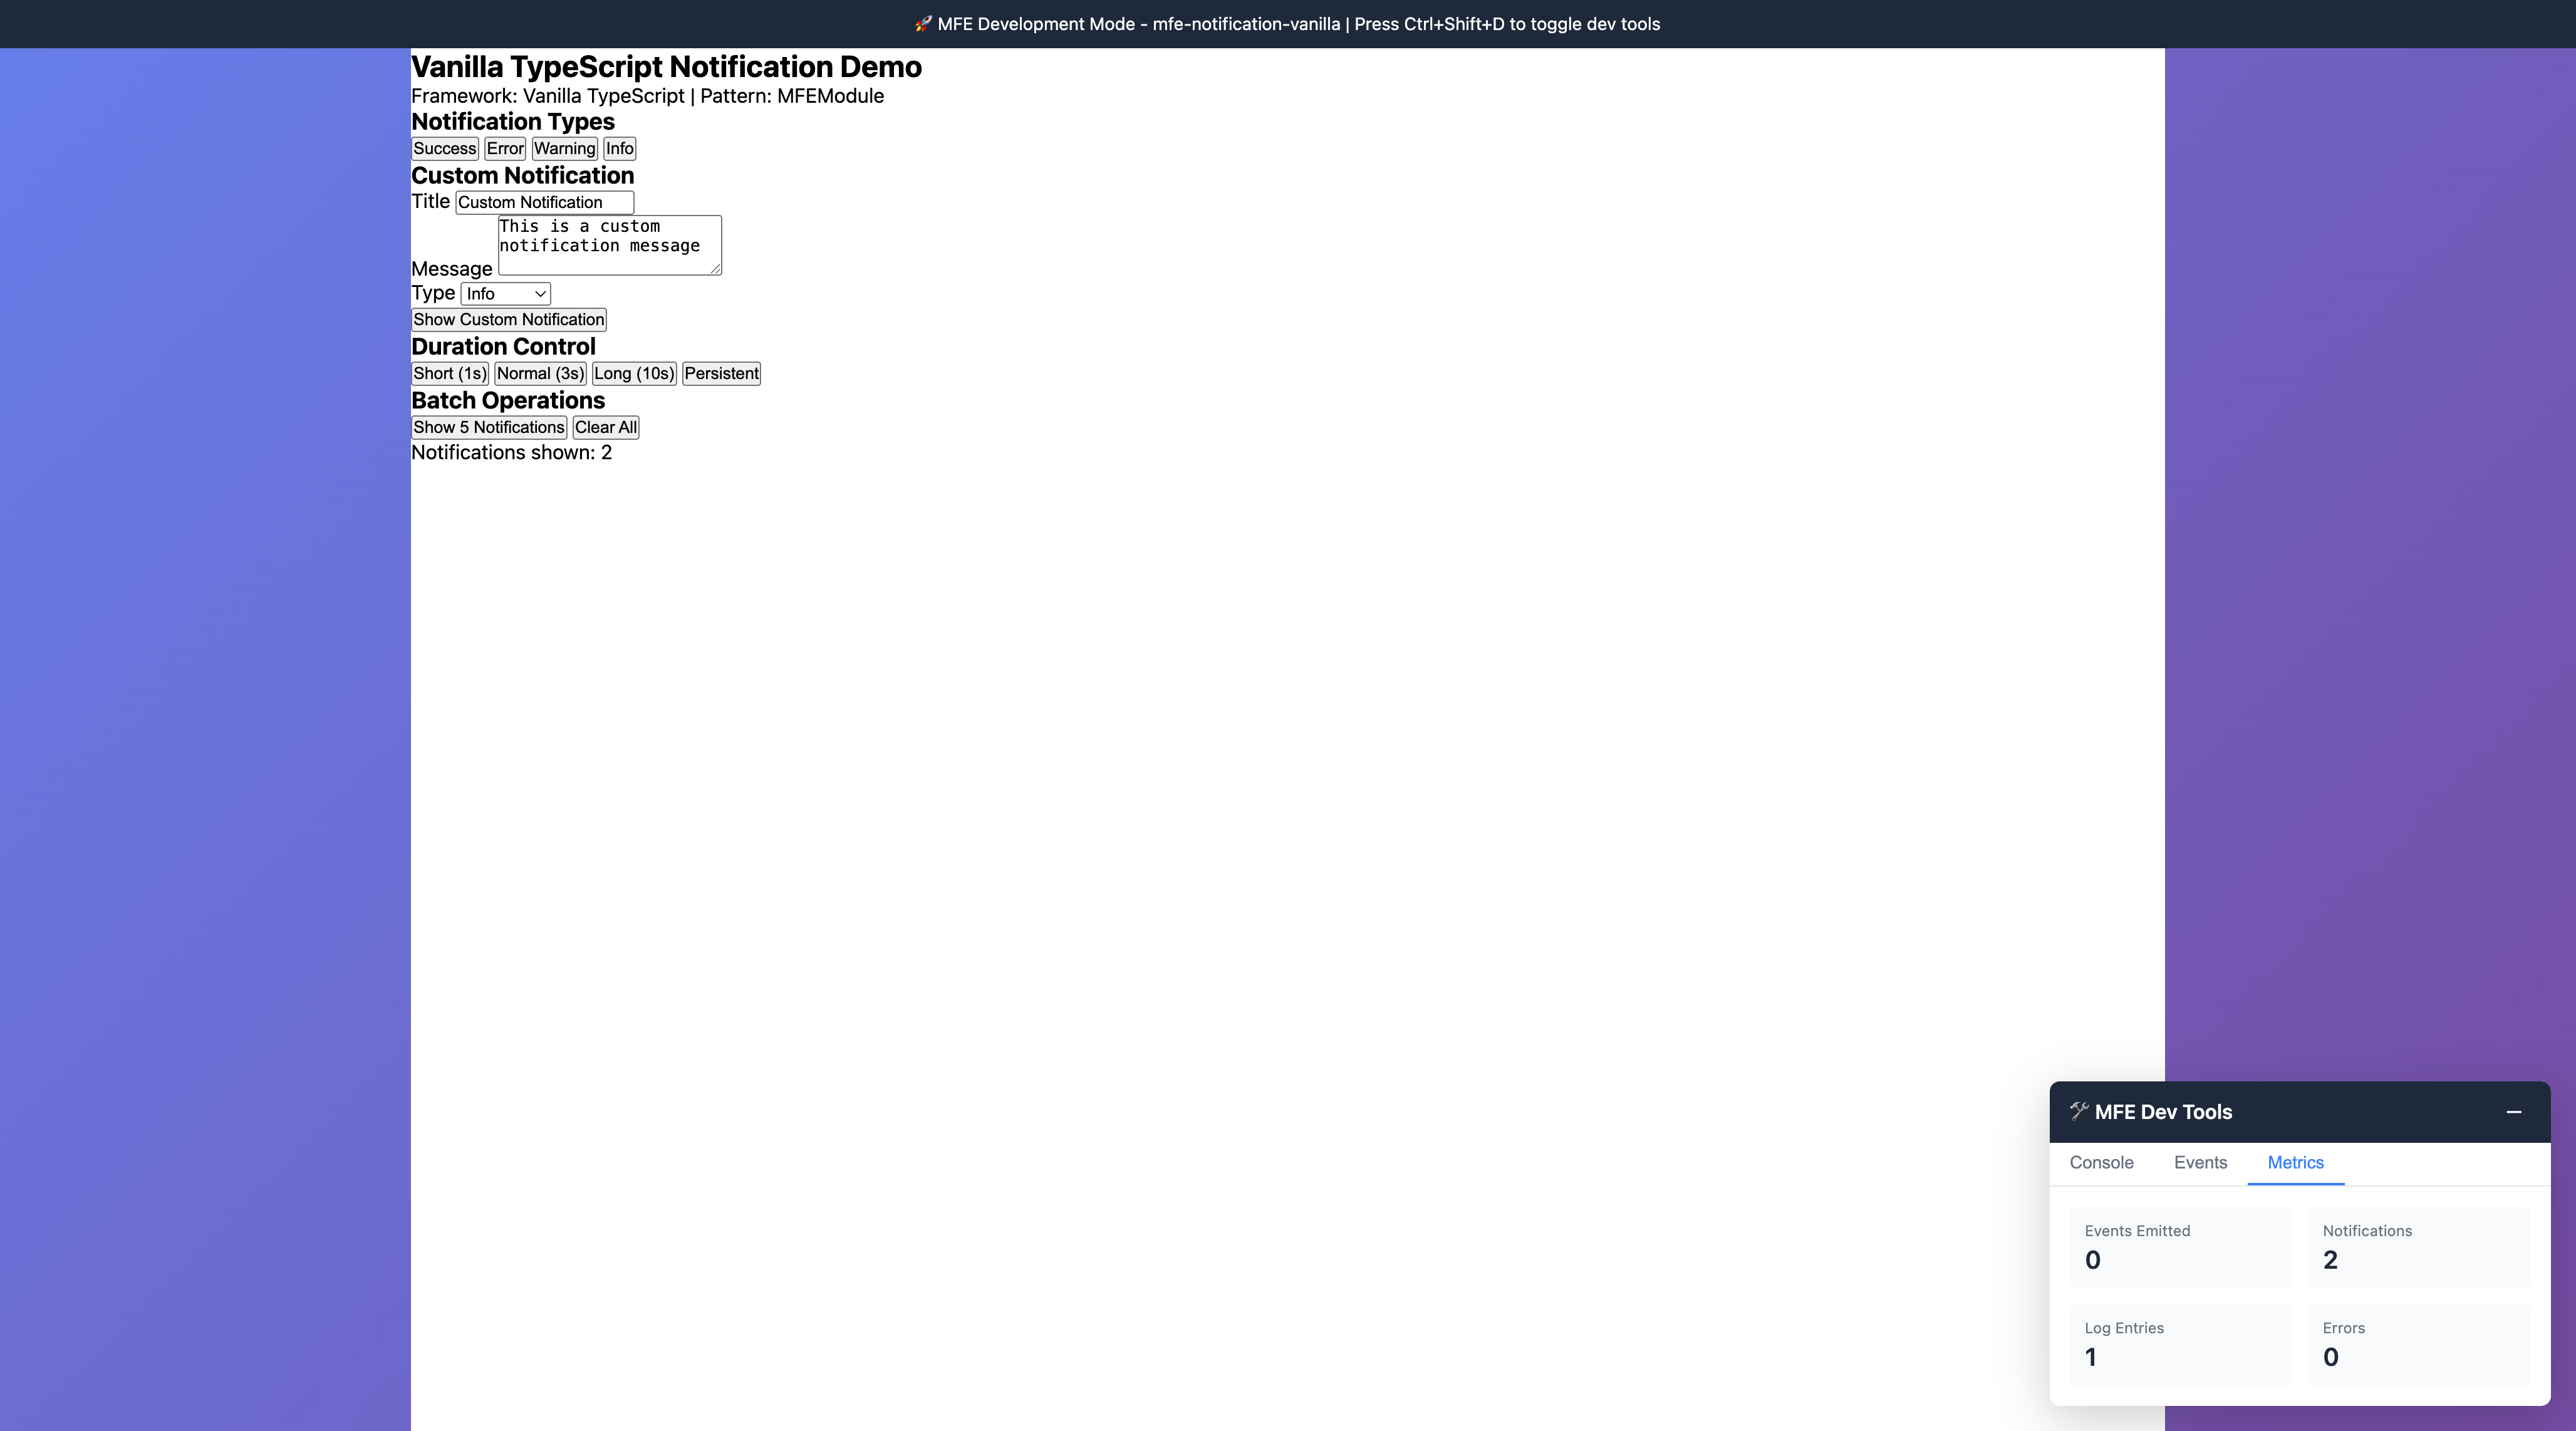 🚀 MFE Development Mode - mfe-notification-vanilla | Press Ctrl+Shift+D to toggle dev tools
Vanilla TypeScript Notification Demo
Framework: Vanilla TypeScript | Pattern: MFEModule
Notification Types
Success Error Warning Info
Custom Notification
Title Custom Notification
This is a custom
notification message
Message
Type Info
Show Custom Notification
Duration Control
Short (1s) Normal (3s) Long (10s) Persistent
Batch Operations
Show 5 Notifications Clear All
Notifications shown: 2
🛠 MFE Dev Tools −
Console Events Metrics
Events Emitted Notifications
0 2
Log Entries Errors
1 0